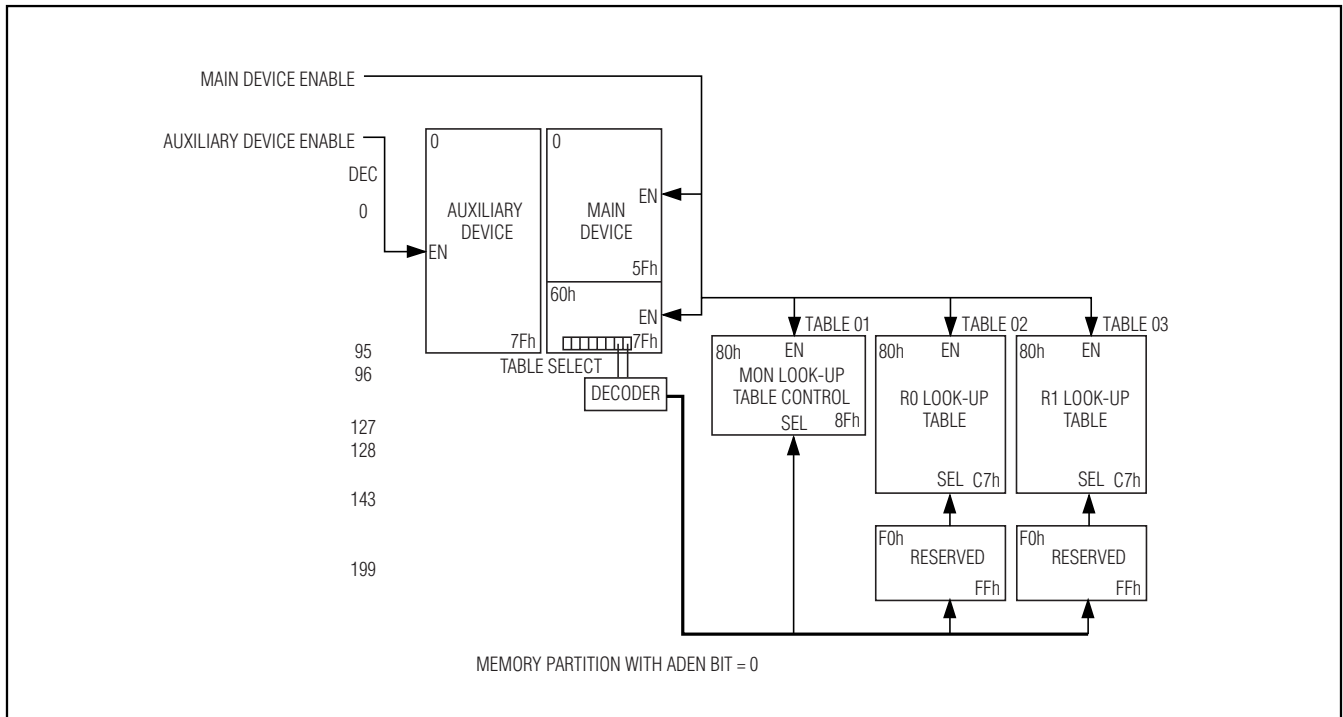 MAIN DEVICE ENABLE
AUXILIARY DEVICE ENABLE
DEC
0
95
96
127
128
143
199
0
AUXILIARY
DEVICE
EN
7Fh
0
EN
MAIN
DEVICE
5Fh
60h
EN
7Fh
TABLE SELECT
DECODER
TABLE 01
80h
EN
MON LOOK-UP
TABLE CONTROL
8Fh
SEL
TABLE 02
80h
EN
R0 LOOK-UP
TABLE
SEL C7h
F0h
RESERVED
FFh
TABLE 03
80h
EN
R1 LOOK-UP
TABLE
SEL C7h
F0h
RESERVED
FFh
MEMORY PARTITION WITH ADEN BIT = 0